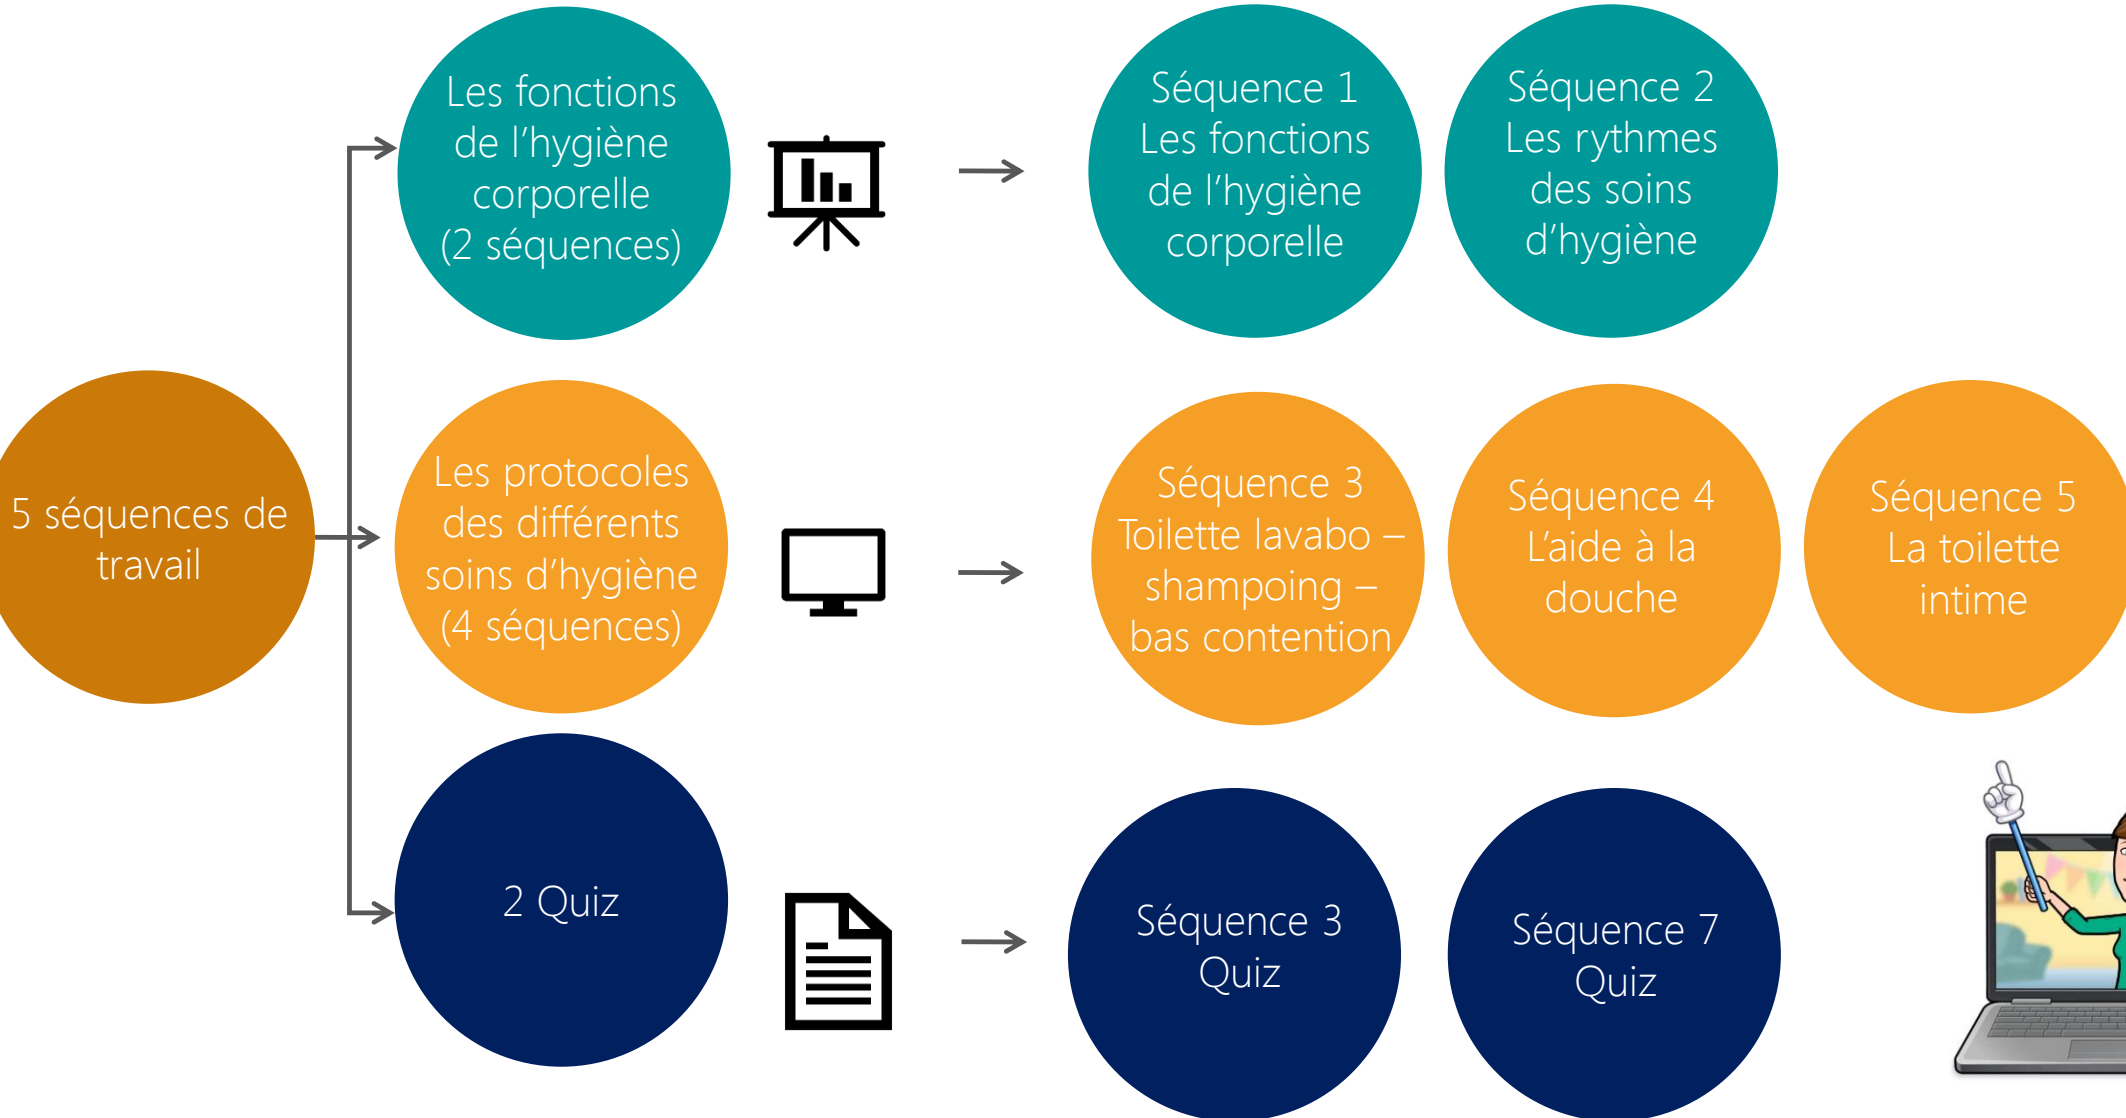 5 séquences de
travail
Les fonctions
de l’hygiène
corporelle
(2 séquences)
Séquence 1
Les fonctions
de l’hygiène
corporelle
Séquence 2
Les rythmes
des soins
d’hygiène
Les protocoles
des différents
soins d’hygiène
(4 séquences)
Séquence 3
Toilette lavabo –
shampoing –
bas contention
Séquence 4
L’aide à la
douche
Séquence 5
La toilette
intime
2 Quiz
Séquence 3
Quiz
Séquence 7
Quiz